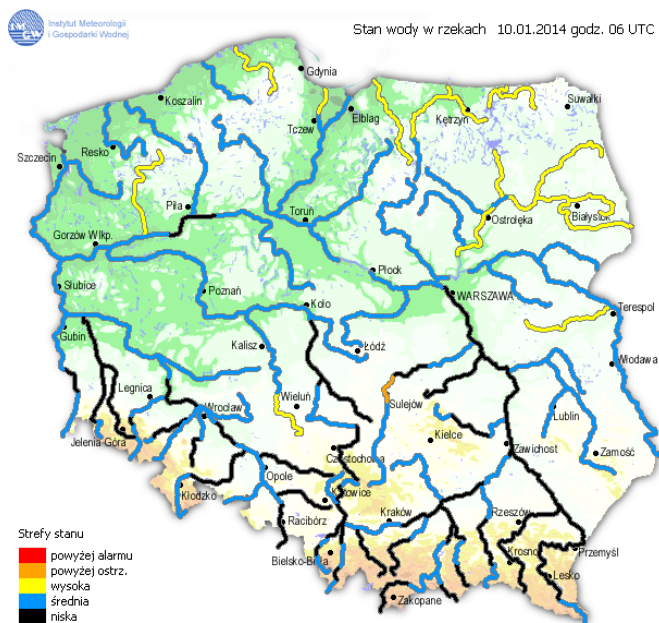 Instytut Meteorologii
i Gospodarki Wodnej
Stan wody w rzekach 10.01.2014 godz. 06 UTC
Gdynia
Koszalin
Suwałki
Tczew
Elbląg
Kętrzyn
Resko
Szczecin
Piła
Toruń
Ostrołęka
Białystok
Gorzów Wlkp.
Płock
Słubice
Poznań
Koło
WARSZAWA
Terespol
Gubin
Kalisz
Łódź
Włodawa
Legnica
Wieluń
Sulejów
Wrocław
Lublin
Jelenia Góra
Kielce
Częstochowa
Zawichost
Zamość
Opole
Kłodzko
Katowice
Racibórz
Kraków
Rzeszów
Bielsko-Biała
Krosno
Przemyśl
Lesko
Zakopane
Strefy stanu
powyżej alarmu
powyżej ostrz.
wysoka
średnia
niska